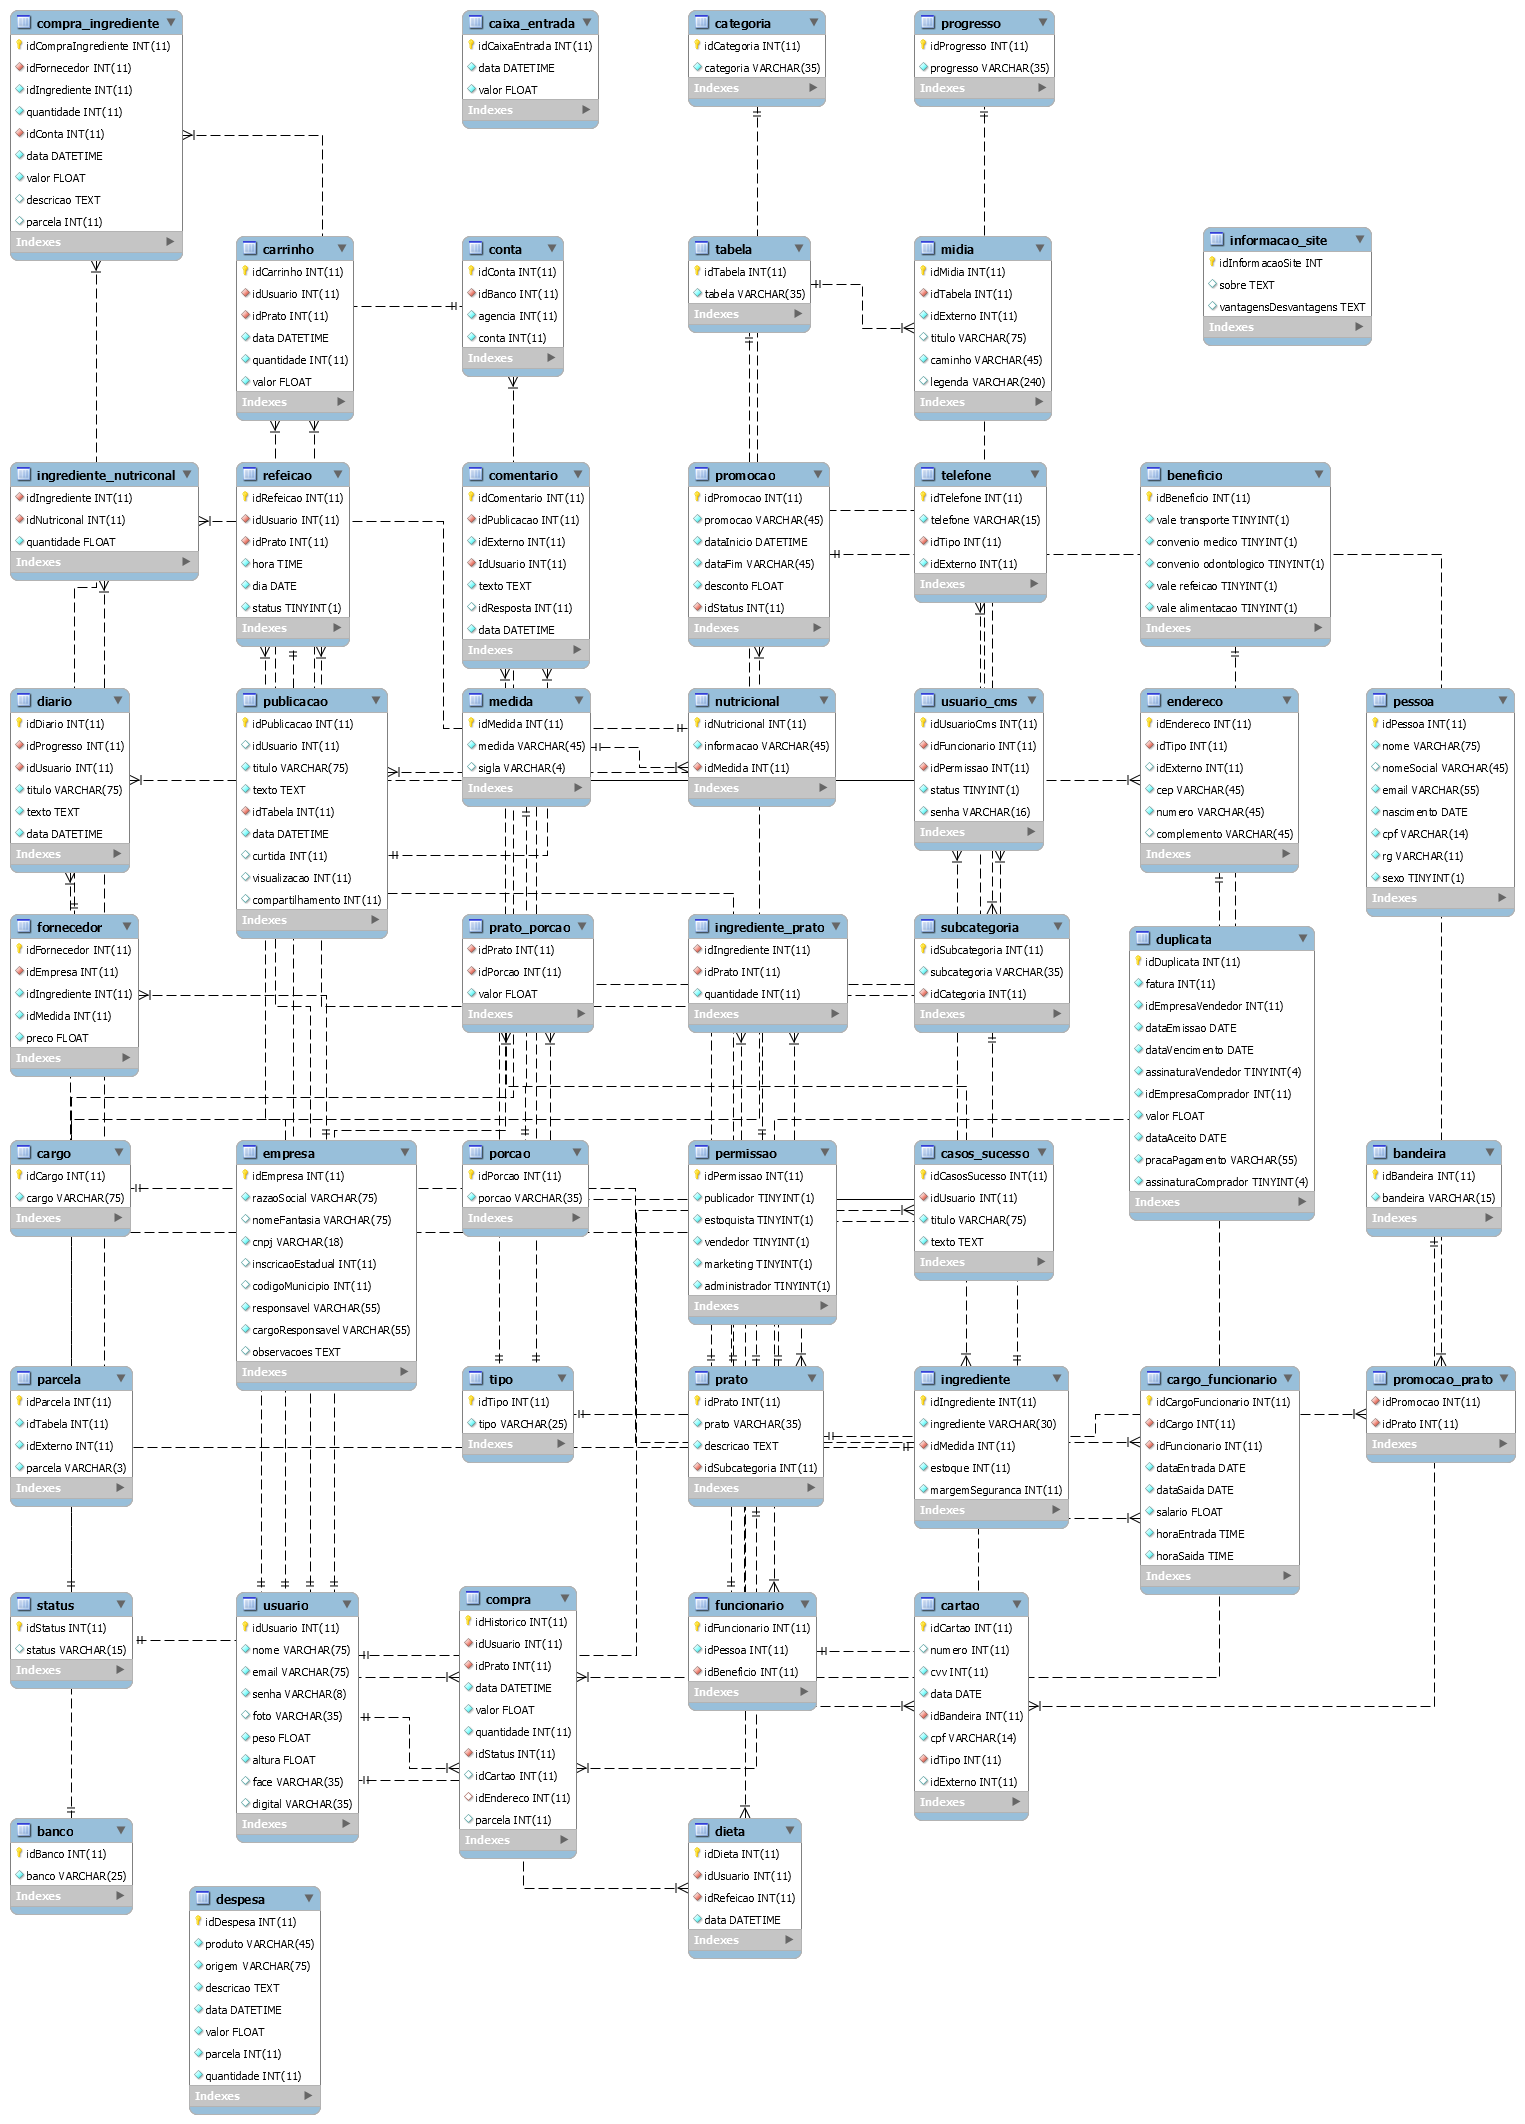 compra_ingrediente
idCompraIngrediente INT(11)
idFornecedor INT(11)
idIngrediente INT(11)
quantidade INT(11)
idConta INT(11)
data DATETIME
valor FLOAT
descricao TEXT
parcela INT(11)
Indexes
caixa_entrada
idCaixaEntrada INT(11)
data DATETIME
valor FLOAT
Indexes
categoria
idCategoria INT(11)
categoria VARCHAR(35)
Indexes
progresso
idProgresso INT(11)
progresso VARCHAR(35)
Indexes
carrinho
idCarrinho INT(11)
idUsuario INT(11)
idPrato INT(11)
data DATETIME
quantidade INT(11)
valor FLOAT
Indexes
conta
idConta INT(11)
idBanco INT(11)
agencia INT(11)
conta INT(11)
Indexes
tabela
idTabela INT(11)
tabela VARCHAR(35)
Indexes
midia
idMidia INT(11)
idTabela INT(11)
idExterno INT(11)
titulo VARCHAR(75)
caminho VARCHAR(45)
legenda VARCHAR(240)
Indexes
informacao_site
idInformacaoSite INT
sobre TEXT
vantagensDesvantagens TEXT
Indexes
ingrediente_nutriconal
idIngrediente INT(11)
idNutriconal INT(11)
quantidade FLOAT
Indexes
refeicao
idRefeicao INT(11)
idUsuario INT(11)
idPrato INT(11)
hora TIME
dia DATE
status TINYINT(1)
Indexes
comentario
idComentario INT(11)
idPublicacao INT(11)
idExterno INT(11)
IdUsuario INT(11)
texto TEXT
idResposta INT(11)
data DATETIME
Indexes
promocao
idPromocao INT(11)
promocao VARCHAR(45)
dataInicio DATETIME
dataFim VARCHAR(45)
desconto FLOAT
idStatus INT(11)
Indexes
telefone
idTelefone INT(11)
telefone VARCHAR(15)
idTipo INT(11)
idExterno INT(11)
Indexes
beneficio
idBeneficio INT(11)
vale transporte TINYINT(1)
convenio medico TINYINT(1)
convenio odontologico TINYINT(1)
vale refeicao TINYINT(1)
vale alimentacao TINYINT(1)
Indexes
diario
idDiario INT(11)
idProgresso INT(11)
idUsuario INT(11)
titulo VARCHAR(75)
texto TEXT
data DATETIME
Indexes
publicacao
idPublicacao INT(11)
idUsuario INT(11)
titulo VARCHAR(75)
texto TEXT
idTabela INT(11)
data DATETIME
curtida INT(11)
visualizacao INT(11)
compartilhamento INT(11)
Indexes
medida
idMedida INT(11)
medida VARCHAR(45)
sigla VARCHAR(4)
Indexes
nutricional
idNutricional INT(11)
informacao VARCHAR(45)
idMedida INT(11)
Indexes
usuario_cms
idUsuarioCms INT(11)
idFuncionario INT(11)
idPermissao INT(11)
status TINYINT(1)
senha VARCHAR(16)
Indexes
endereco
idEndereco INT(11)
idTipo INT(11)
idExterno INT(11)
cep VARCHAR(45)
numero VARCHAR(45)
complemento VARCHAR(45)
Indexes
pessoa
idPessoa INT(11)
nome VARCHAR(75)
nomeSocial VARCHAR(45)
email VARCHAR(55)
nascimento DATE
cpf VARCHAR(14)
rg VARCHAR(11)
sexo TINYINT(1)
Indexes
fornecedor
idFornecedor INT(11)
idEmpresa INT(11)
idIngrediente INT(11)
idMedida INT(11)
preco FLOAT
Indexes
prato_porcao
idPrato INT(11)
idPorcao INT(11)
valor FLOAT
Indexes
ingrediente_prato
idIngrediente INT(11)
idPrato INT(11)
quantidade INT(11)
Indexes
subcategoria
idSubcategoria INT(11)
subcategoria VARCHAR(35)
idCategoria INT(11)
Indexes
duplicata
idDuplicata INT(11)
fatura INT(11)
idEmpresaVendedor INT(11)
dataEmissao DATE
dataVencimento DATE
assinaturaVendedor TINYINT(4)
idEmpresaComprador INT(11)
valor FLOAT
dataAceito DATE
pracaPagamento VARCHAR(55)
assinaturaComprador TINYINT(4)
Indexes
cargo
idCargo INT(11)
cargo VARCHAR(75)
Indexes
empresa
idEmpresa INT(11)
razaoSocial VARCHAR(75)
nomeFantasia VARCHAR(75)
cnpj VARCHAR(18)
inscricaoEstadual INT(11)
codigoMunicipio INT(11)
responsavel VARCHAR(55)
cargoResponsavel VARCHAR(55)
observacoes TEXT
Indexes
porcao
idPorcao INT(11)
porcao VARCHAR(35)
Indexes
permissao
idPermissao INT(11)
publicador TINYINT(1)
estoquista TINYINT(1)
vendedor TINYINT(1)
marketing TINYINT(1)
administrador TINYINT(1)
Indexes
casos_sucesso
idCasosSucesso INT(11)
idUsuario INT(11)
titulo VARCHAR(75)
texto TEXT
Indexes
bandeira
idBandeira INT(11)
bandeira VARCHAR(15)
Indexes
parcela
idParcela INT(11)
idTabela INT(11)
idExterno INT(11)
parcela VARCHAR(3)
Indexes
tipo
idTipo INT(11)
tipo VARCHAR(25)
Indexes
prato
idPrato INT(11)
prato VARCHAR(35)
descricao TEXT
idSubcategoria INT(11)
Indexes
ingrediente
idIngrediente INT(11)
ingrediente VARCHAR(30)
idMedida INT(11)
estoque INT(11)
margemSeguranca INT(11)
Indexes
cargo_funcionario
idCargoFuncionario INT(11)
idCargo INT(11)
idFuncionario INT(11)
dataEntrada DATE
dataSaida DATE
salario FLOAT
horaEntrada TIME
horaSaida TIME
Indexes
promocao_prato
idPromocao INT(11)
idPrato INT(11)
Indexes
status
idStatus INT(11)
status VARCHAR(15)
Indexes
usuario
idUsuario INT(11)
nome VARCHAR(75)
email VARCHAR(75)
senha VARCHAR(8)
foto VARCHAR(35)
peso FLOAT
altura FLOAT
face VARCHAR(35)
digital VARCHAR(35)
Indexes
compra
idHistorico INT(11)
idUsuario INT(11)
idPrato INT(11)
data DATETIME
valor FLOAT
quantidade INT(11)
idStatus INT(11)
idCartao INT(11)
idEndereco INT(11)
parcela INT(11)
Indexes
funcionario
idFuncionario INT(11)
idPessoa INT(11)
idBeneficio INT(11)
Indexes
cartao
idCartao INT(11)
numero INT(11)
cvv INT(11)
data DATE
idBandeira INT(11)
cpf VARCHAR(14)
idTipo INT(11)
idExterno INT(11)
Indexes
banco
idBanco INT(11)
banco VARCHAR(25)
Indexes
dieta
idDieta INT(11)
idUsuario INT(11)
idRefeicao INT(11)
data DATETIME
Indexes
despesa
idDespesa INT(11)
produto VARCHAR(45)
origem VARCHAR(75)
descricao TEXT
data DATETIME
valor FLOAT
parcela INT(11)
quantidade INT(11)
Indexes